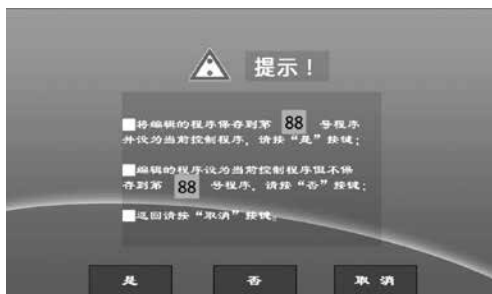 提示！
将编辑的程序保存到第 88 号程序
并设为当前控制程序，请按“是”按键；
编辑的程序设为当前控制程序但不保
存到第 88 号程序，请按“否”按键；
返回请按“取消”按键。
是 否 取消